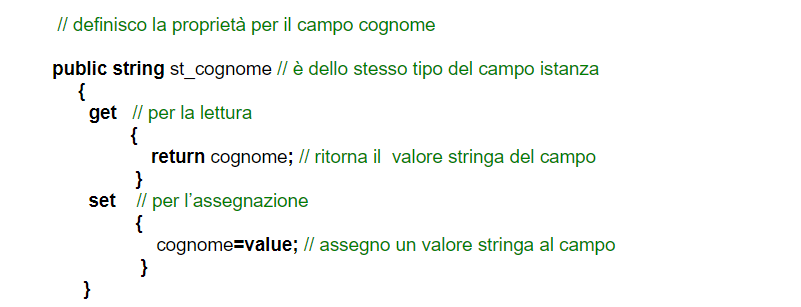 // definisco la proprietà per il campo cognome
public string st_cognome // è dello stesso tipo del campo istanza
{
get // per la lettura
{
return cognome; // ritorna il valore stringa del campo
}
set // per l’assegnazione
{
cognome=value; // assegno un valore stringa al campo
}
}